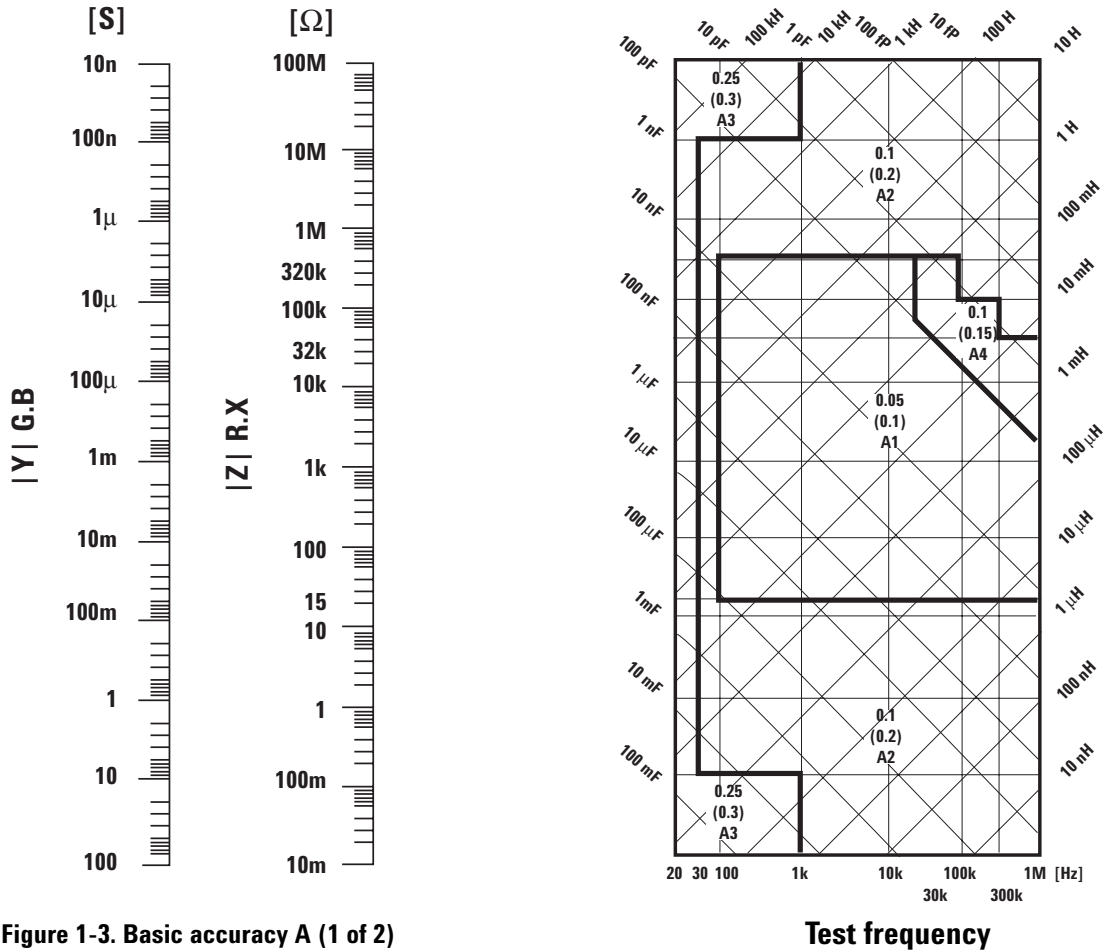 [S]
10n
100n
1μ
10μ
100μ
1m
10m
100m
1
10
100
|Y| G.B
[Ω]
100M
10M
1M
320k
100k
32k
10k
1k
100
15
10
1
100m
10m
|Z| R.X
10 pF
100 kH
1 pF
10 kH
100 fP
1 kH
10 fP
100 H
10 H
100 pF
1 nF
10 nF
100 nF
1 μF
10 μF
100 μF
1mF
10 mF
100 mF
1 H
100 mH
10 mH
1 mH
100 μH
10 μH
1 μH
100 nH
10 nH
0.25
(0.3)
A3
0.1
(0.2)
A2
0.1
(0.15)
A4
0.05
(0.1)
A1
0.1
(0.2)
A2
0.25
(0.3)
A3
20 30 100 1k 10k 100k 1M [Hz]
30k 300k
Test frequency
Figure 1-3. Basic accuracy A (1 of 2)